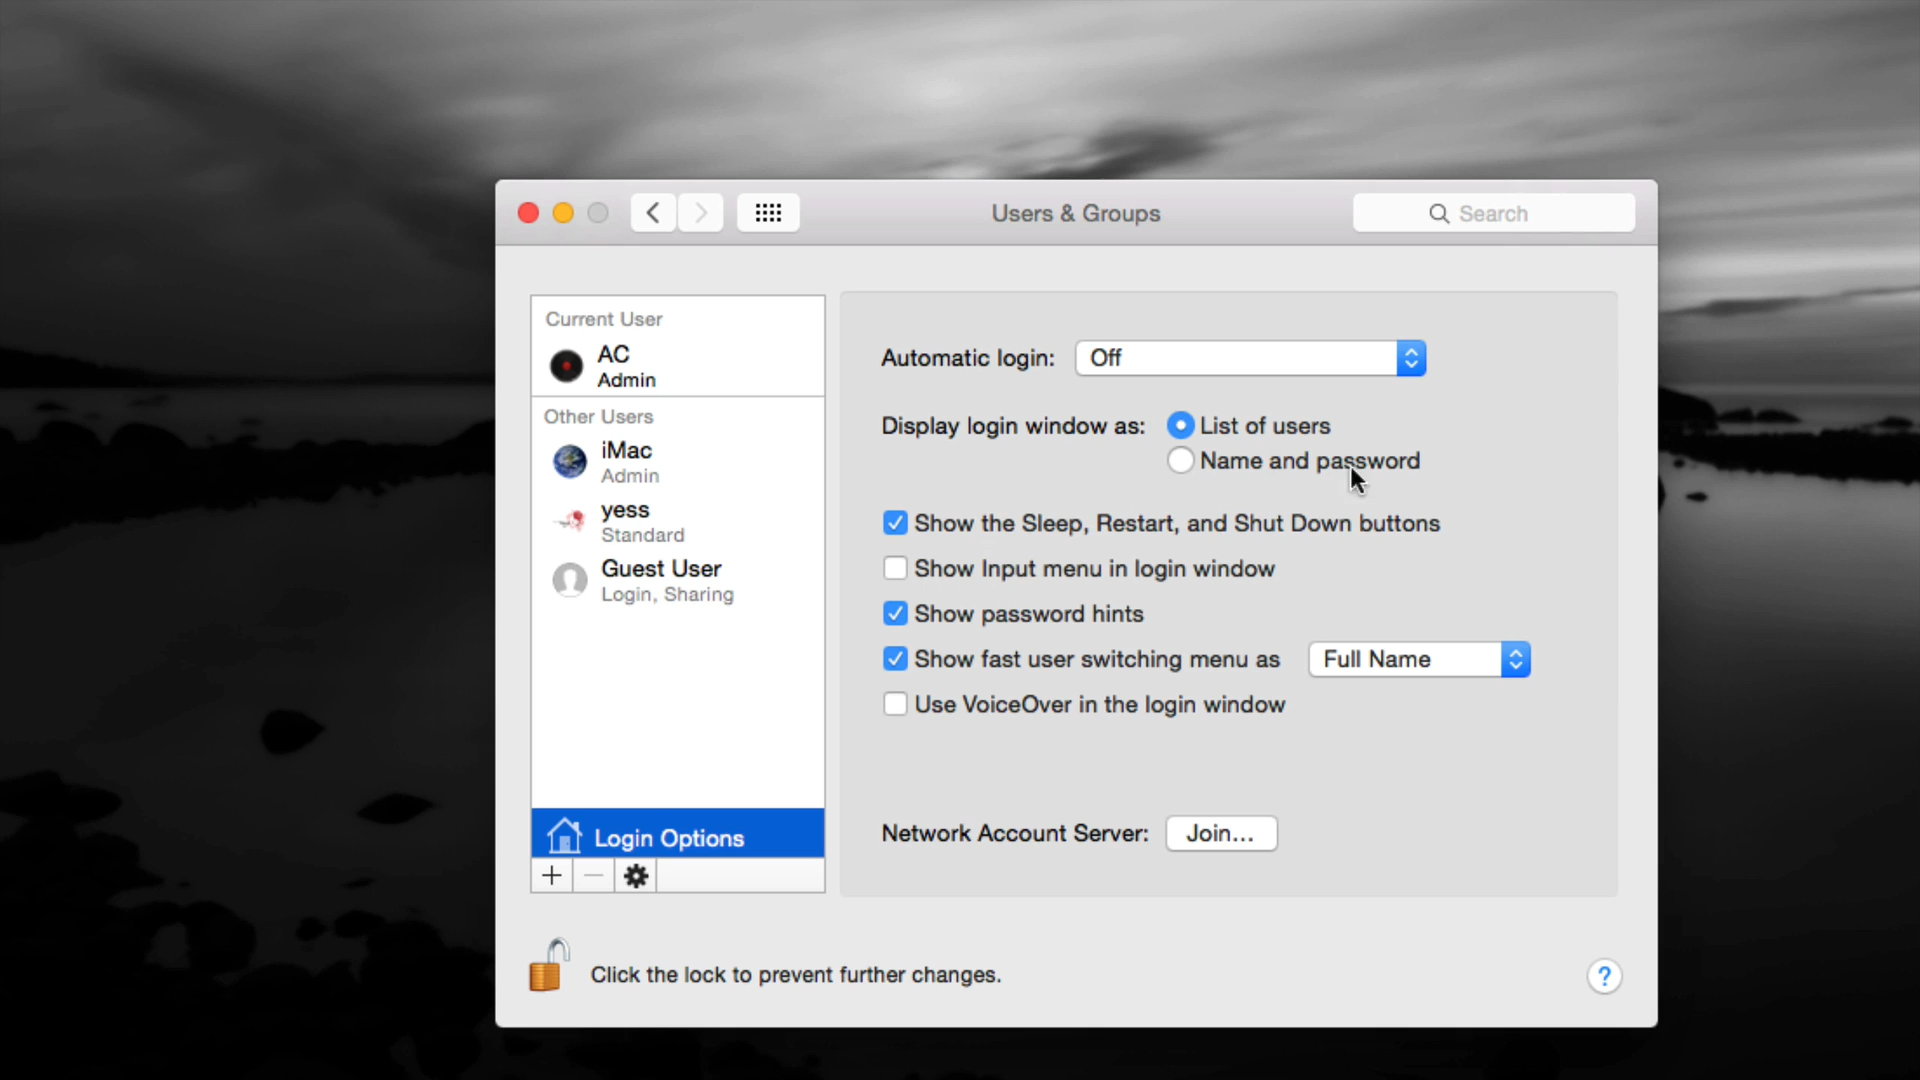 Users & Groups
Search
Current User
AC
Admin
Other Users
iMac
Admin
yess
Standard
Guest User
Login, Sharing
Login Options
Automatic login: Off
Display login window as: List of users
Name and password
Show the Sleep, Restart, and Shut Down buttons
Show Input menu in login window
Show password hints
Show fast user switching menu as Full Name
Use VoiceOver in the login window
Network Account Server: Join...
Click the lock to prevent further changes.
?